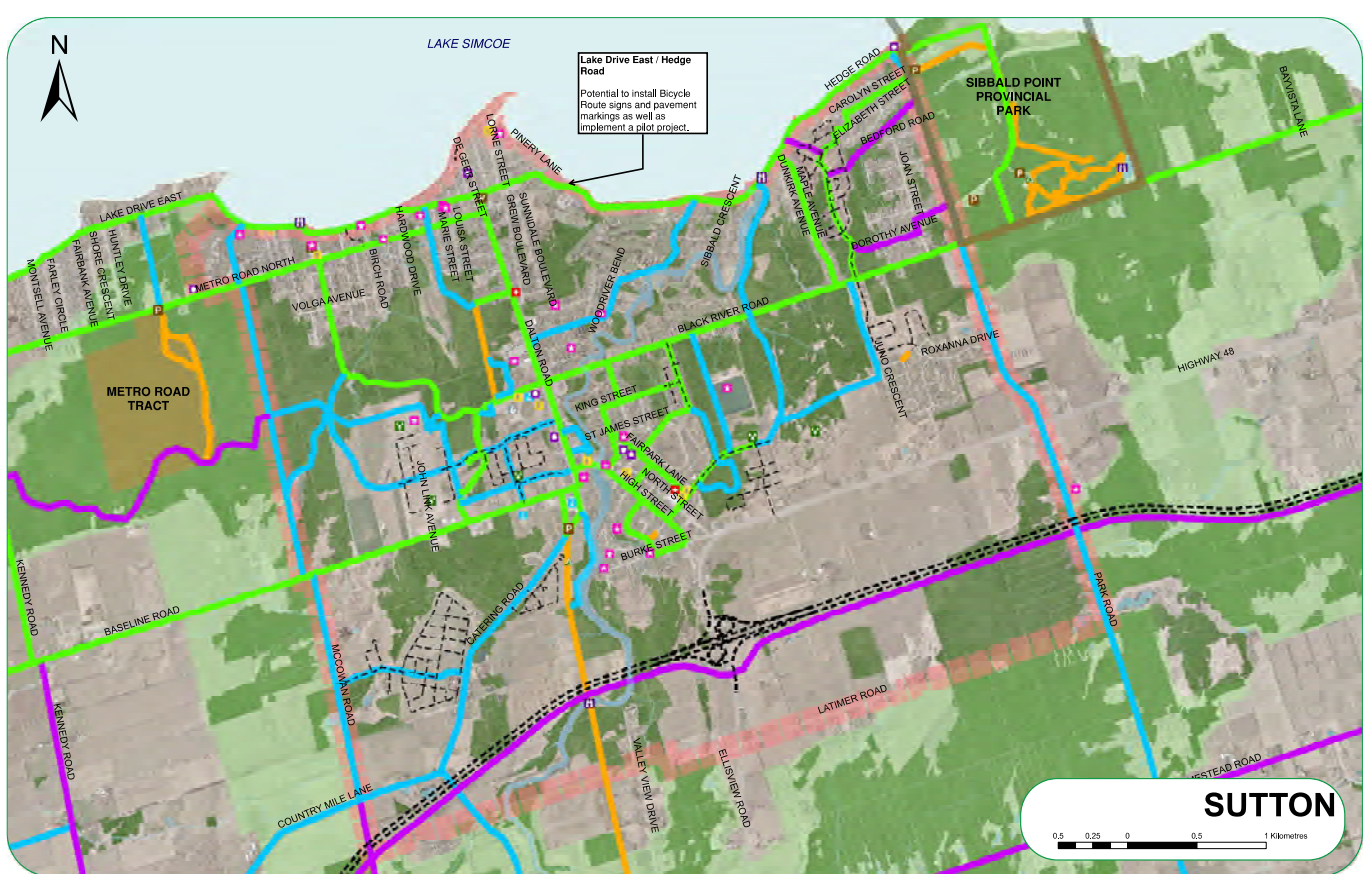 N
LAKE SIMCOE
Lake Drive East / Hedge
Road
Potential to install Bicycle
Route signs and pavement
markings as well as
implement a pilot project.
HEDGE ROAD
CAROLYN STREET
ELIZABETH STREET
BEDFORD ROAD
SIBBALD POINT
PROVINCIAL
PARK
BAYVISTA LANE
LORNE STREET
PINERY LANE
DE GEER STREET
JOAN STREET
DUNKIRK AVENUE
MAPLE AVENUE
DOROTHY AVENUE
LAKE DRIVE EAST
HUNTLEY DRIVE
SHORE CRESCENT
FAIRBANK AVENUE
FARLEY CIRCLE
MONTSELL AVENUE
METRO ROAD NORTH
VOLGA AVENUE
BIRCH ROAD
HARDWOOD DRIVE
MARIE STREET
LOUISA STREET
GREW BOULEVARD
SUNNIDALE BOULEVARD
SIBBALD CRESCENT
WOODRIVER BEND
BLACK RIVER ROAD
DALTON ROAD
JUNO CRESCENT
ROXANNA DRIVE
HIGHWAY 48
METRO ROAD
TRACT
KING STREET
ST JAMES STREET
FAIRPARK LANE
NORTH STREET
HIGH STREET
BURKE STREET
JOHN LINK AVENUE
KENNEDY ROAD
BASELINE ROAD
CATERING ROAD
MCCOWAN ROAD
PARK ROAD
KENNEDY ROAD
LATIMER ROAD
VALLEY VIEW DRIVE
ELLISVIEW ROAD
COUNTRY MILE LANE
ESTEAD ROAD
SUTTON
0.5 0.25 0 0.5 1 Kilometres
P
P
P
P
P
P